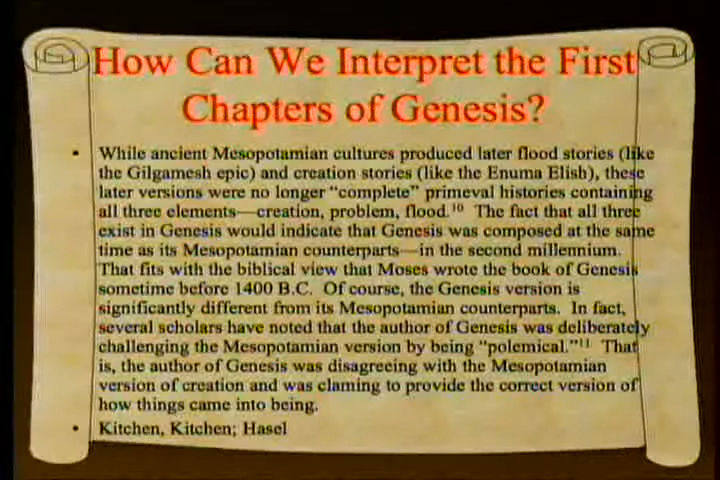 How Can We Interpret the First
Chapters of Genesis?
• While ancient Mesopotamian cultures produced later flood stories (like
the Gilgamesh epic) and creation stories (like the Enuma Elish), these
later versions were no longer “complete” primeval histories containing
all three elements—creation, problem, flood.¹⁰ The fact that all three
exist in Genesis would indicate that Genesis was composed at the same
time as its Mesopotamian counterparts—in the second millennium.
That fits with the biblical view that Moses wrote the book of Genesis
sometime before 1400 B.C. Of course, the Genesis version is
significantly different from its Mesopotamian counterparts. In fact,
several scholars have noted that the author of Genesis was deliberately
challenging the Mesopotamian version by being “polemical.”¹¹ That
is, the author of Genesis was disagreeing with the Mesopotamian
version of creation and was claming to provide the correct version of
how things came into being.
• Kitchen, Kitchen; Hasel